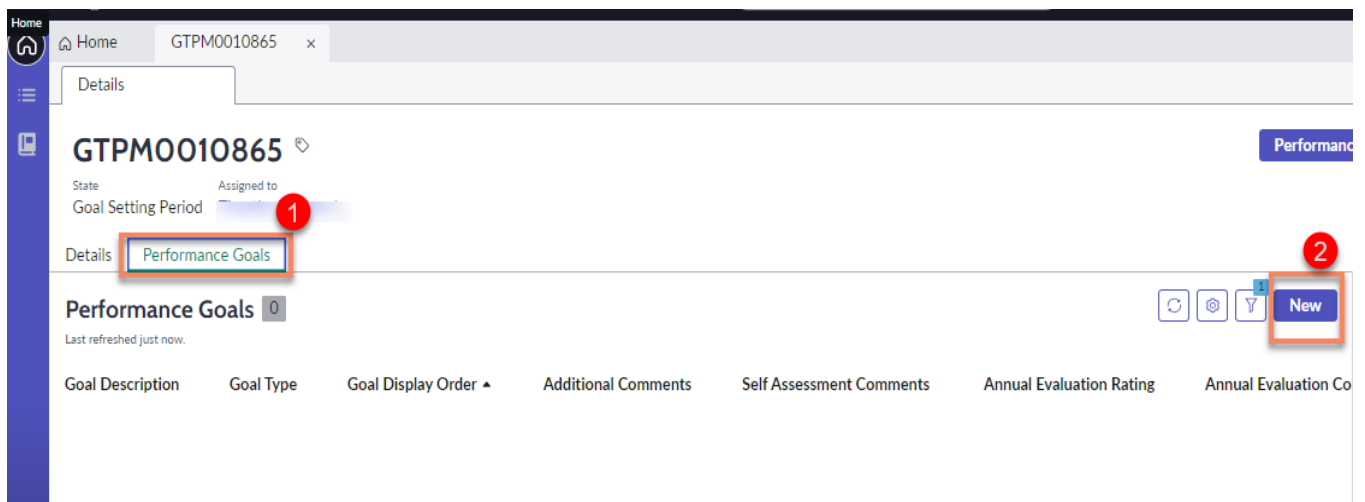 Home
Home GTPM0010865 x
Details
GTPM0010865
Performanc
State Assigned to
Goal Setting Period
1
Details Performance Goals
2
Performance Goals 0
1
New
Last refreshed just now.
Goal Description Goal Type Goal Display Order ▲ Additional Comments Self Assessment Comments Annual Evaluation Rating Annual Evaluation Co